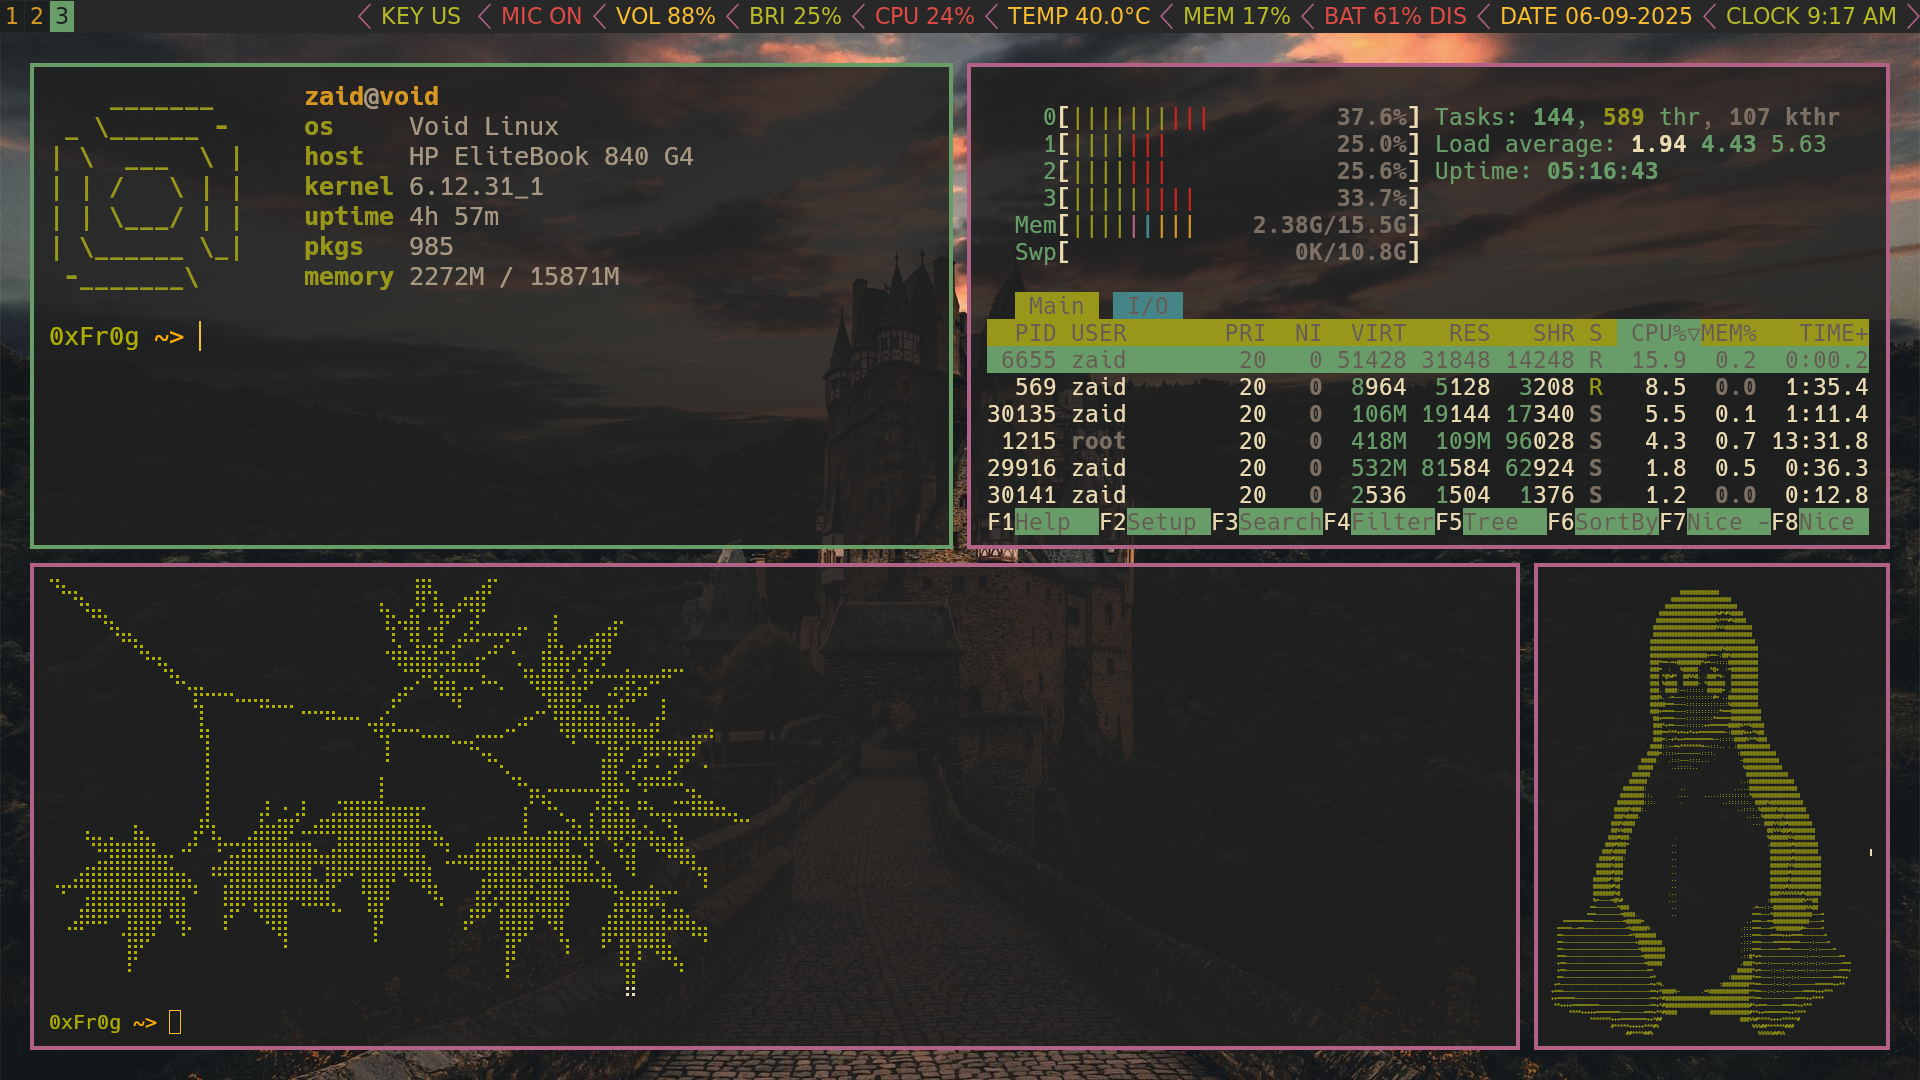 1 2 3 KEY US MIC ON VOL 88% BRI 25% CPU 24% TEMP 40.0°C MEM 17% BAT 61% DIS DATE 06-09-2025 CLOCK 9:17 AM
zaid@void
os Void Linux
host HP EliteBook 840 G4
kernel 6.12.31_1
uptime 4h 57m
pkgs 985
memory 2272M / 15871M
0xFr0g ~>
0[||||||||||37.6%] Tasks: 144, 589 thr, 107 kthr
1[|||||||25.0%] Load average: 1.94 4.43 5.63
2[|||||||25.6%] Uptime: 05:16:43
3[|||||||||33.7%]
Mem[|||||||||2.38G/15.5G]
Swp[0K/10.8G]
Main I/O
PID USER PRI NI VIRT RES SHR S CPU%▽MEM% TIME+
6655 zaid 20 0 51428 31848 14248 R 15.9 0.2 0:00.2
569 zaid 20 0 8964 5128 3208 R 8.5 0.0 1:35.4
30135 zaid 20 0 106M 19144 17340 S 5.5 0.1 1:11.4
1215 root 20 0 418M 109M 96028 S 4.3 0.7 13:31.8
29916 zaid 20 0 532M 81584 62924 S 1.8 0.5 0:36.3
30141 zaid 20 0 2536 1504 1376 S 1.2 0.0 0:12.8
F1Help F2Setup F3SearchF4FilterF5Tree F6SortByF7Nice -F8Nice
0xFr0g ~>